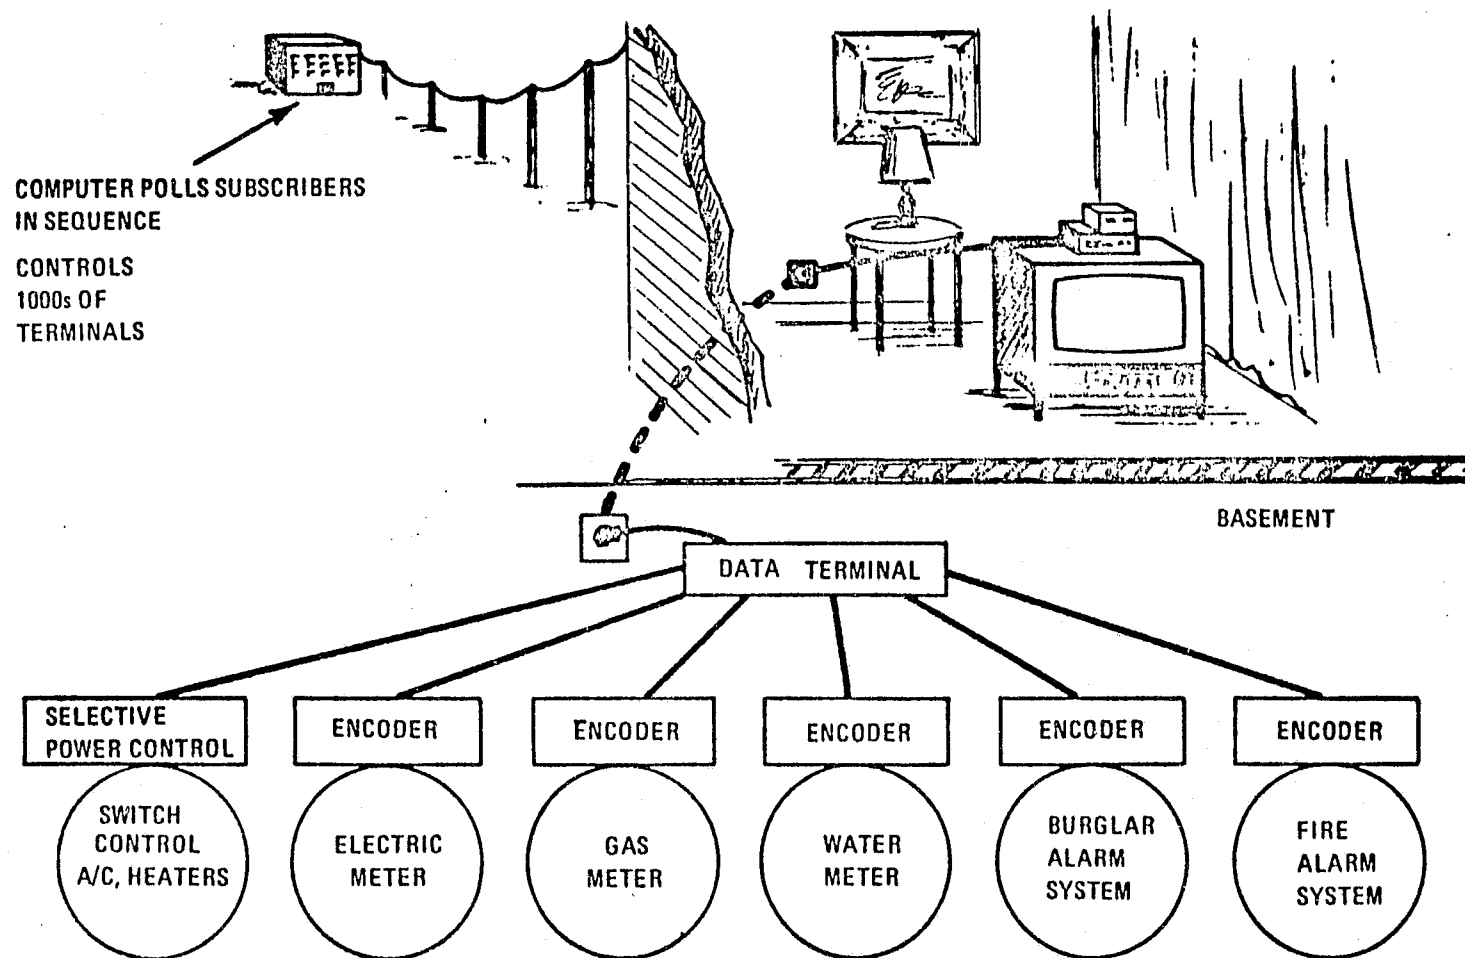 COMPUTER POLLS SUBSCRIBERS
IN SEQUENCE
CONTROLS
1000s OF
TERMINALS
BASEMENT
DATA TERMINAL
SELECTIVE
POWER CONTROL
ENCODER
ENCODER
ENCODER
ENCODER
ENCODER
SWITCH
CONTROL
A/C, HEATERS
ELECTRIC
METER
GAS
METER
WATER
METER
BURGLAR
ALARM
SYSTEM
FIRE
ALARM
SYSTEM